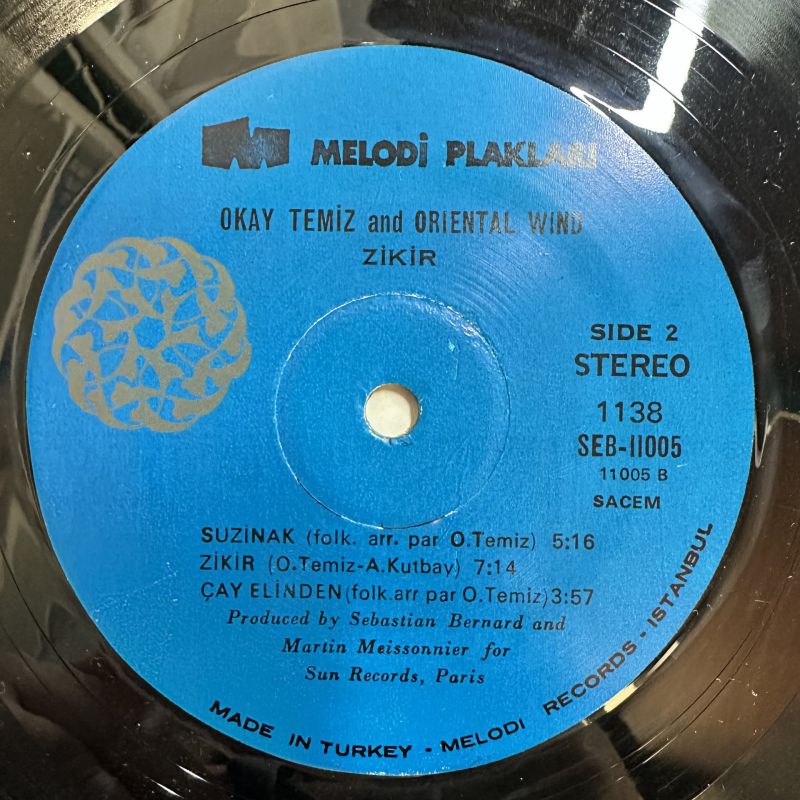 MELODİ PLAKLARI
OKAY TEMİZ and ORIENTAL WIND
ZİKİR
SIDE 2
STEREO
1138
SEB-11005
11005 B
SACEM
SUZİNAK (folk. arr. par O.Temiz) 5:16
ZİKİR (O.Temiz-A.Kutbay) 7:14
ÇAY ELİNDEN (folk.arr par O.Temiz) 3:57
Produced by Sebastian Bernard and
Martin Meissonnier for
Sun Records, Paris
MADE IN TURKEY - MELODI RECORDS - ISTANBUL